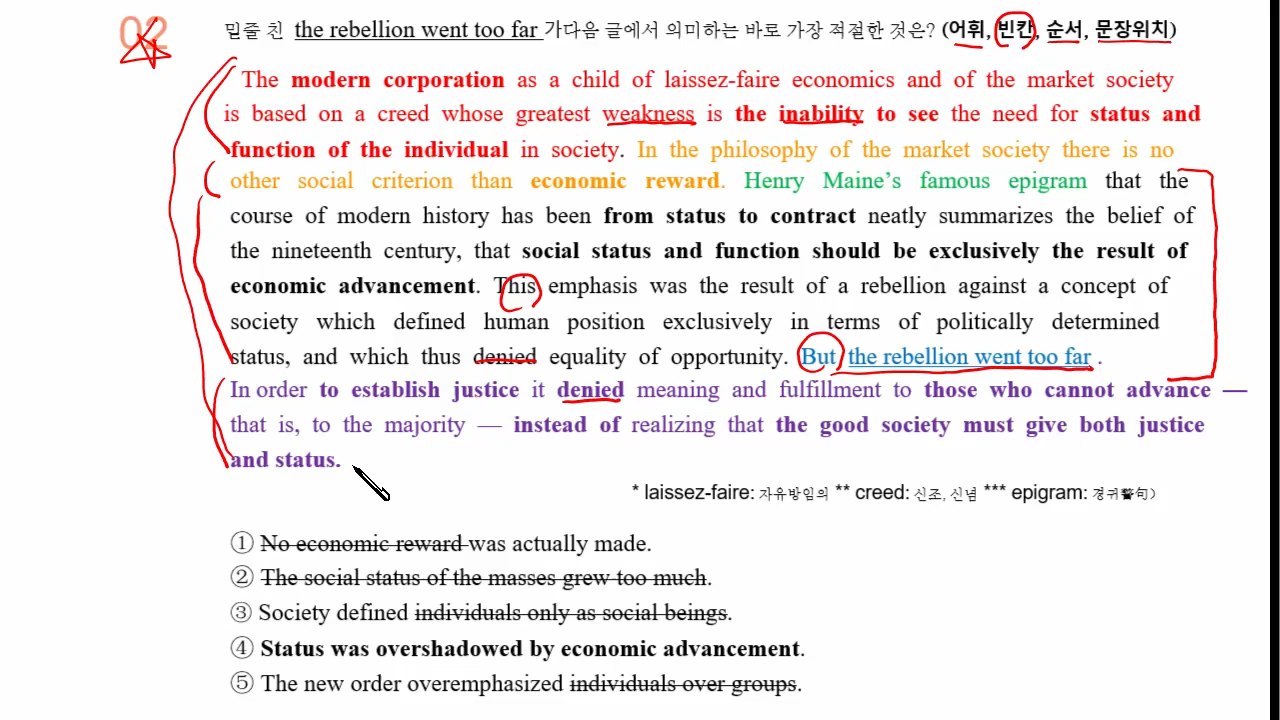 02
밑줄 친 the rebellion went too far 가다음 글에서 의미하는 바로 가장 적절한 것은? (어휘, 빈칸, 순서, 문장위치)
The modern corporation as a child of laissez-faire economics and of the market society
is based on a creed whose greatest weakness is the inability to see the need for status and
function of the individual in society. In the philosophy of the market society there is no
other social criterion than economic reward. Henry Maine's famous epigram that the
course of modern history has been from status to contract neatly summarizes the belief of
the nineteenth century, that social status and function should be exclusively the result of
economic advancement. This emphasis was the result of a rebellion against a concept of
society which defined human position exclusively in terms of politically determined
status, and which thus denied equality of opportunity. But the rebellion went too far .
In order to establish justice it denied meaning and fulfillment to those who cannot advance —
that is, to the majority — instead of realizing that the good society must give both justice
and status.
* laissez-faire: 자유방임의 ** creed: 신조, 신념 *** epigram: 경귀警句)
① No economic reward was actually made.
② The social status of the masses grew too much.
③ Society defined individuals only as social beings.
④ Status was overshadowed by economic advancement.
⑤ The new order overemphasized individuals over groups.